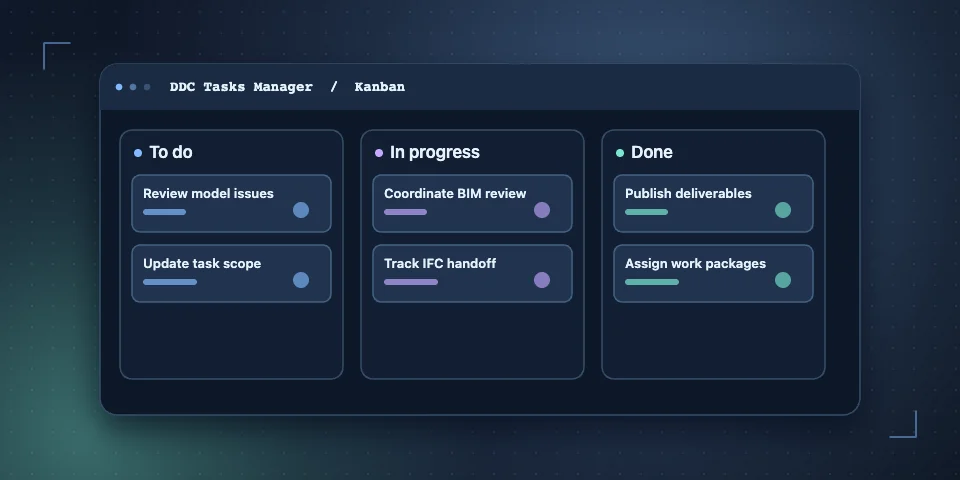 DDC Tasks Manager / Kanban
To do
Review model issues
Update task scope
In progress
Coordinate BIM review
Track IFC handoff
Done
Publish deliverables
Assign work packages